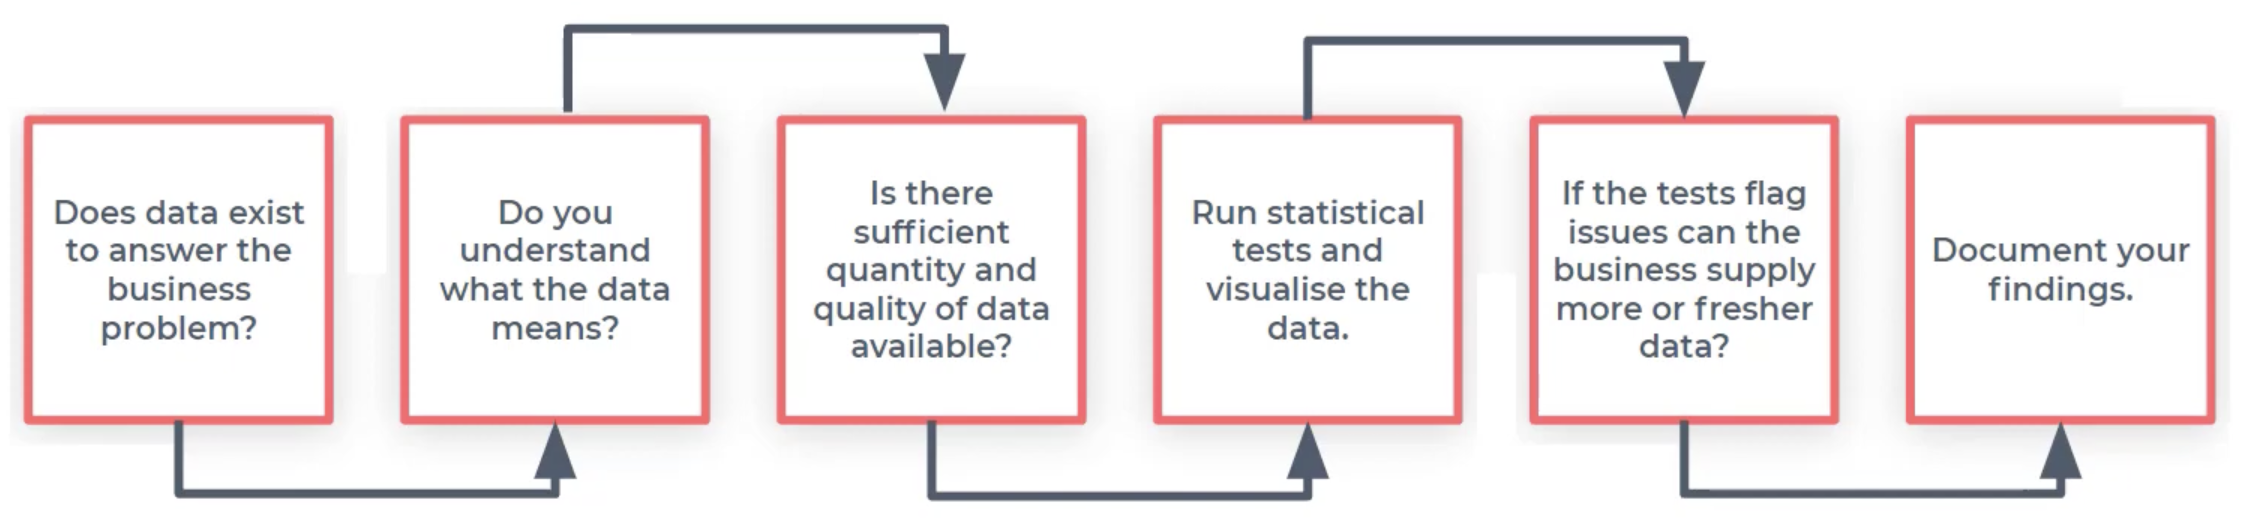 Does data exist
to answer the
business
problem?
Do you
understand
what the data
means?
Is there
sufficient
quantity and
quality of data
available?
Run statistical
tests and
visualise the
data.
If the tests flag
issues can the
business supply
more or fresher
data?
Document your
findings.